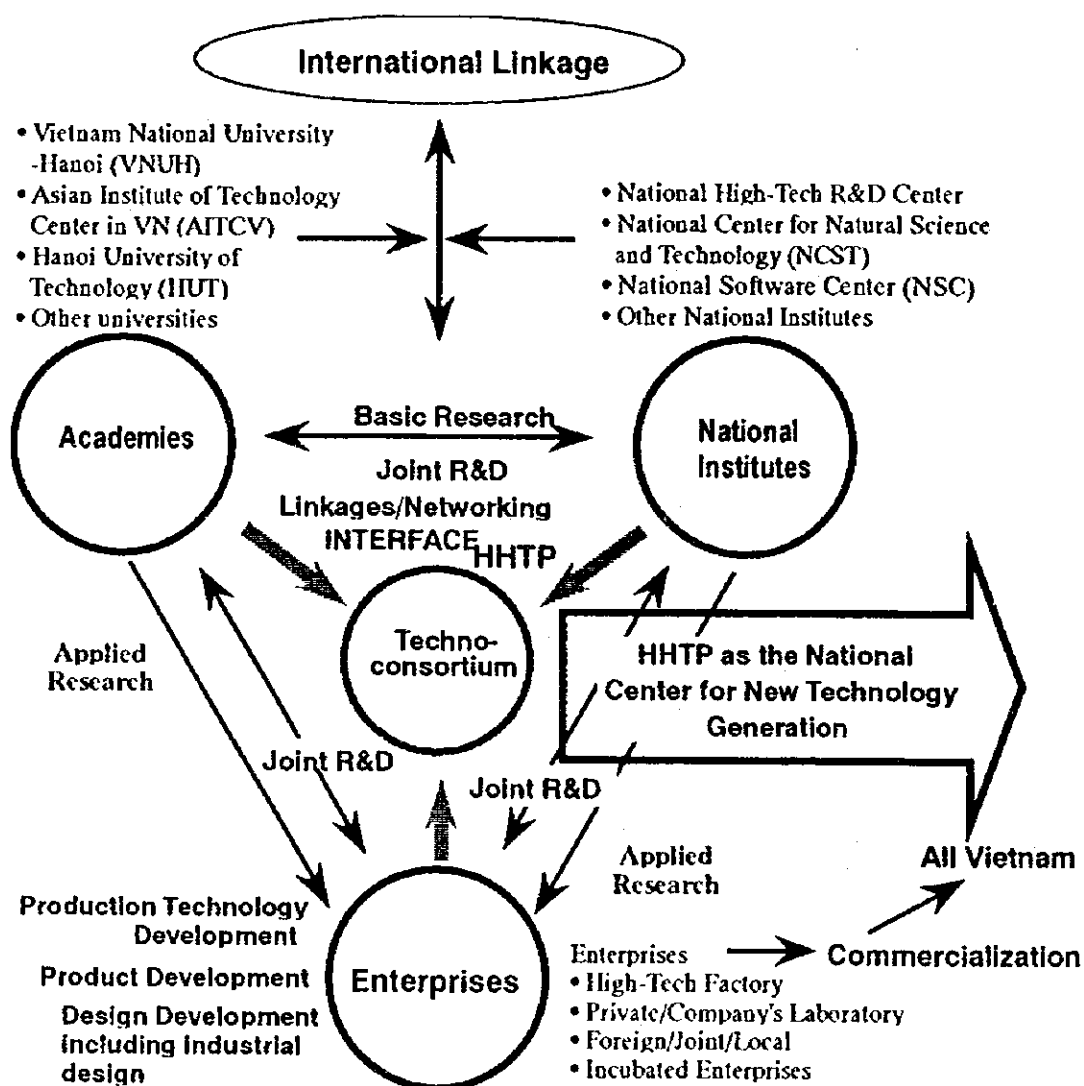 International Linkage
• Vietnam National University
-Hanoi (VNUH)
• Asian Institute of Technology
Center in VN (AITCV)
• Hanoi University of
Technology (HUT)
• Other universities
• National High-Tech R&D Center
• National Center for Natural Science
and Technology (NCST)
• National Software Center (NSC)
• Other National Institutes
Academies
Basic Research
National
Institutes
Joint R&D
Linkages/Networking
INTERFACE
HHTP
Techno-
consortium
HHTP as the National
Center for New Technology
Generation
Applied
Research
Joint R&D
Joint R&D
Applied
Research
All Vietnam
Production Technology
Development
Product Development
Design Development
including industrial
design
Enterprises
Enterprises
• High-Tech Factory
• Private/Company's Laboratory
• Foreign/Joint/Local
• Incubated Enterprises
Commercialization